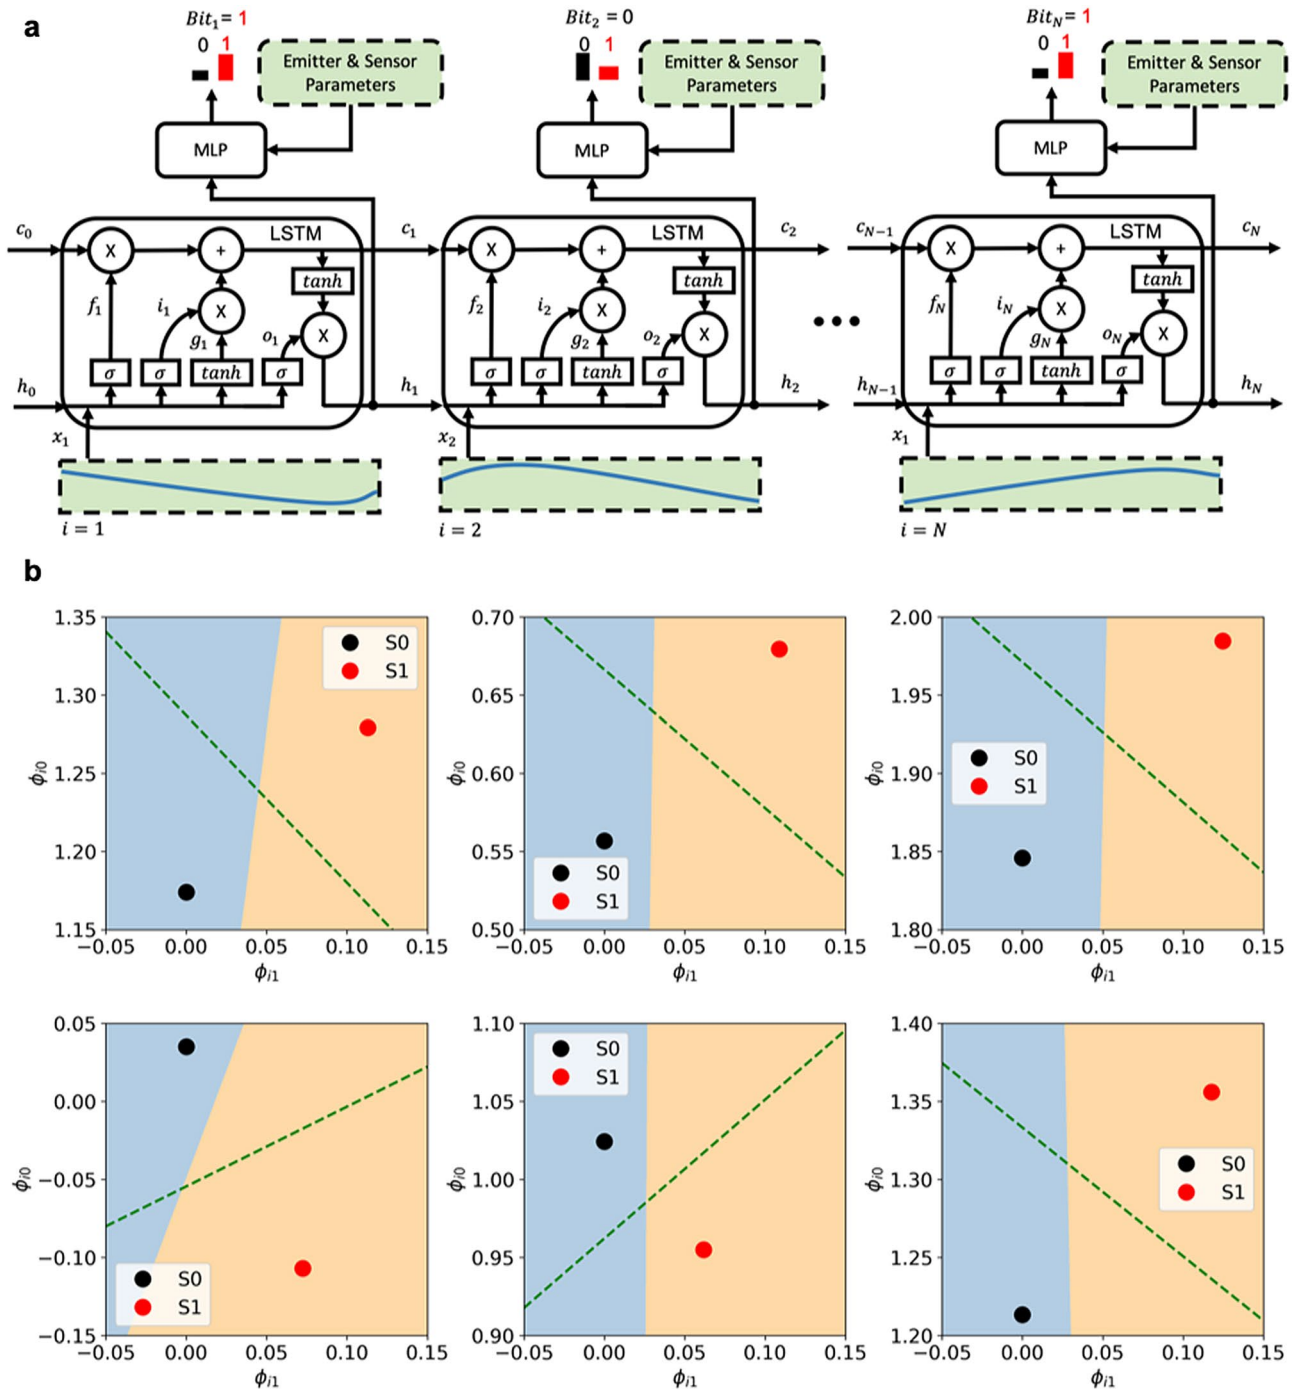 a
Bit₁= 1
Bit₂ = 0
Bit_N= 1
0 1
0 1
0 1
Emitter & Sensor
Parameters
Emitter & Sensor
Parameters
Emitter & Sensor
Parameters
MLP
MLP
MLP
c₀ X + LSTM c₁ X + LSTM c₂ c_N−1 X + LSTM c_N
tanh tanh tanh
f₁ i₁ X f₂ i₂ X f_N i_N X
g₁ o₁ X g₂ o₂ X g_N o_N X
h₀ σ σ tanh σ h₁ σ σ tanh σ h₂ h_N−1 σ σ tanh σ h_N
x₁ x₂ x₁
i = 1 i = 2 i = N
b
1.35
1.30
1.25
1.20
1.15
ϕi0
S0
S1
−0.05 0.00 0.05 0.10 0.15
ϕi1
0.70
0.65
0.60
0.55
0.50
ϕi0
S0
S1
−0.05 0.00 0.05 0.10 0.15
ϕi1
2.00
1.95
1.90
1.85
1.80
ϕi0
S0
S1
−0.05 0.00 0.05 0.10 0.15
ϕi1
0.05
0.00
−0.05
−0.10
−0.15
ϕi0
S0
S1
−0.05 0.00 0.05 0.10 0.15
ϕi1
1.10
1.05
1.00
0.95
0.90
ϕi0
S0
S1
−0.05 0.00 0.05 0.10 0.15
ϕi1
1.40
1.35
1.30
1.25
1.20
ϕi0
S0
S1
−0.05 0.00 0.05 0.10 0.15
ϕi1